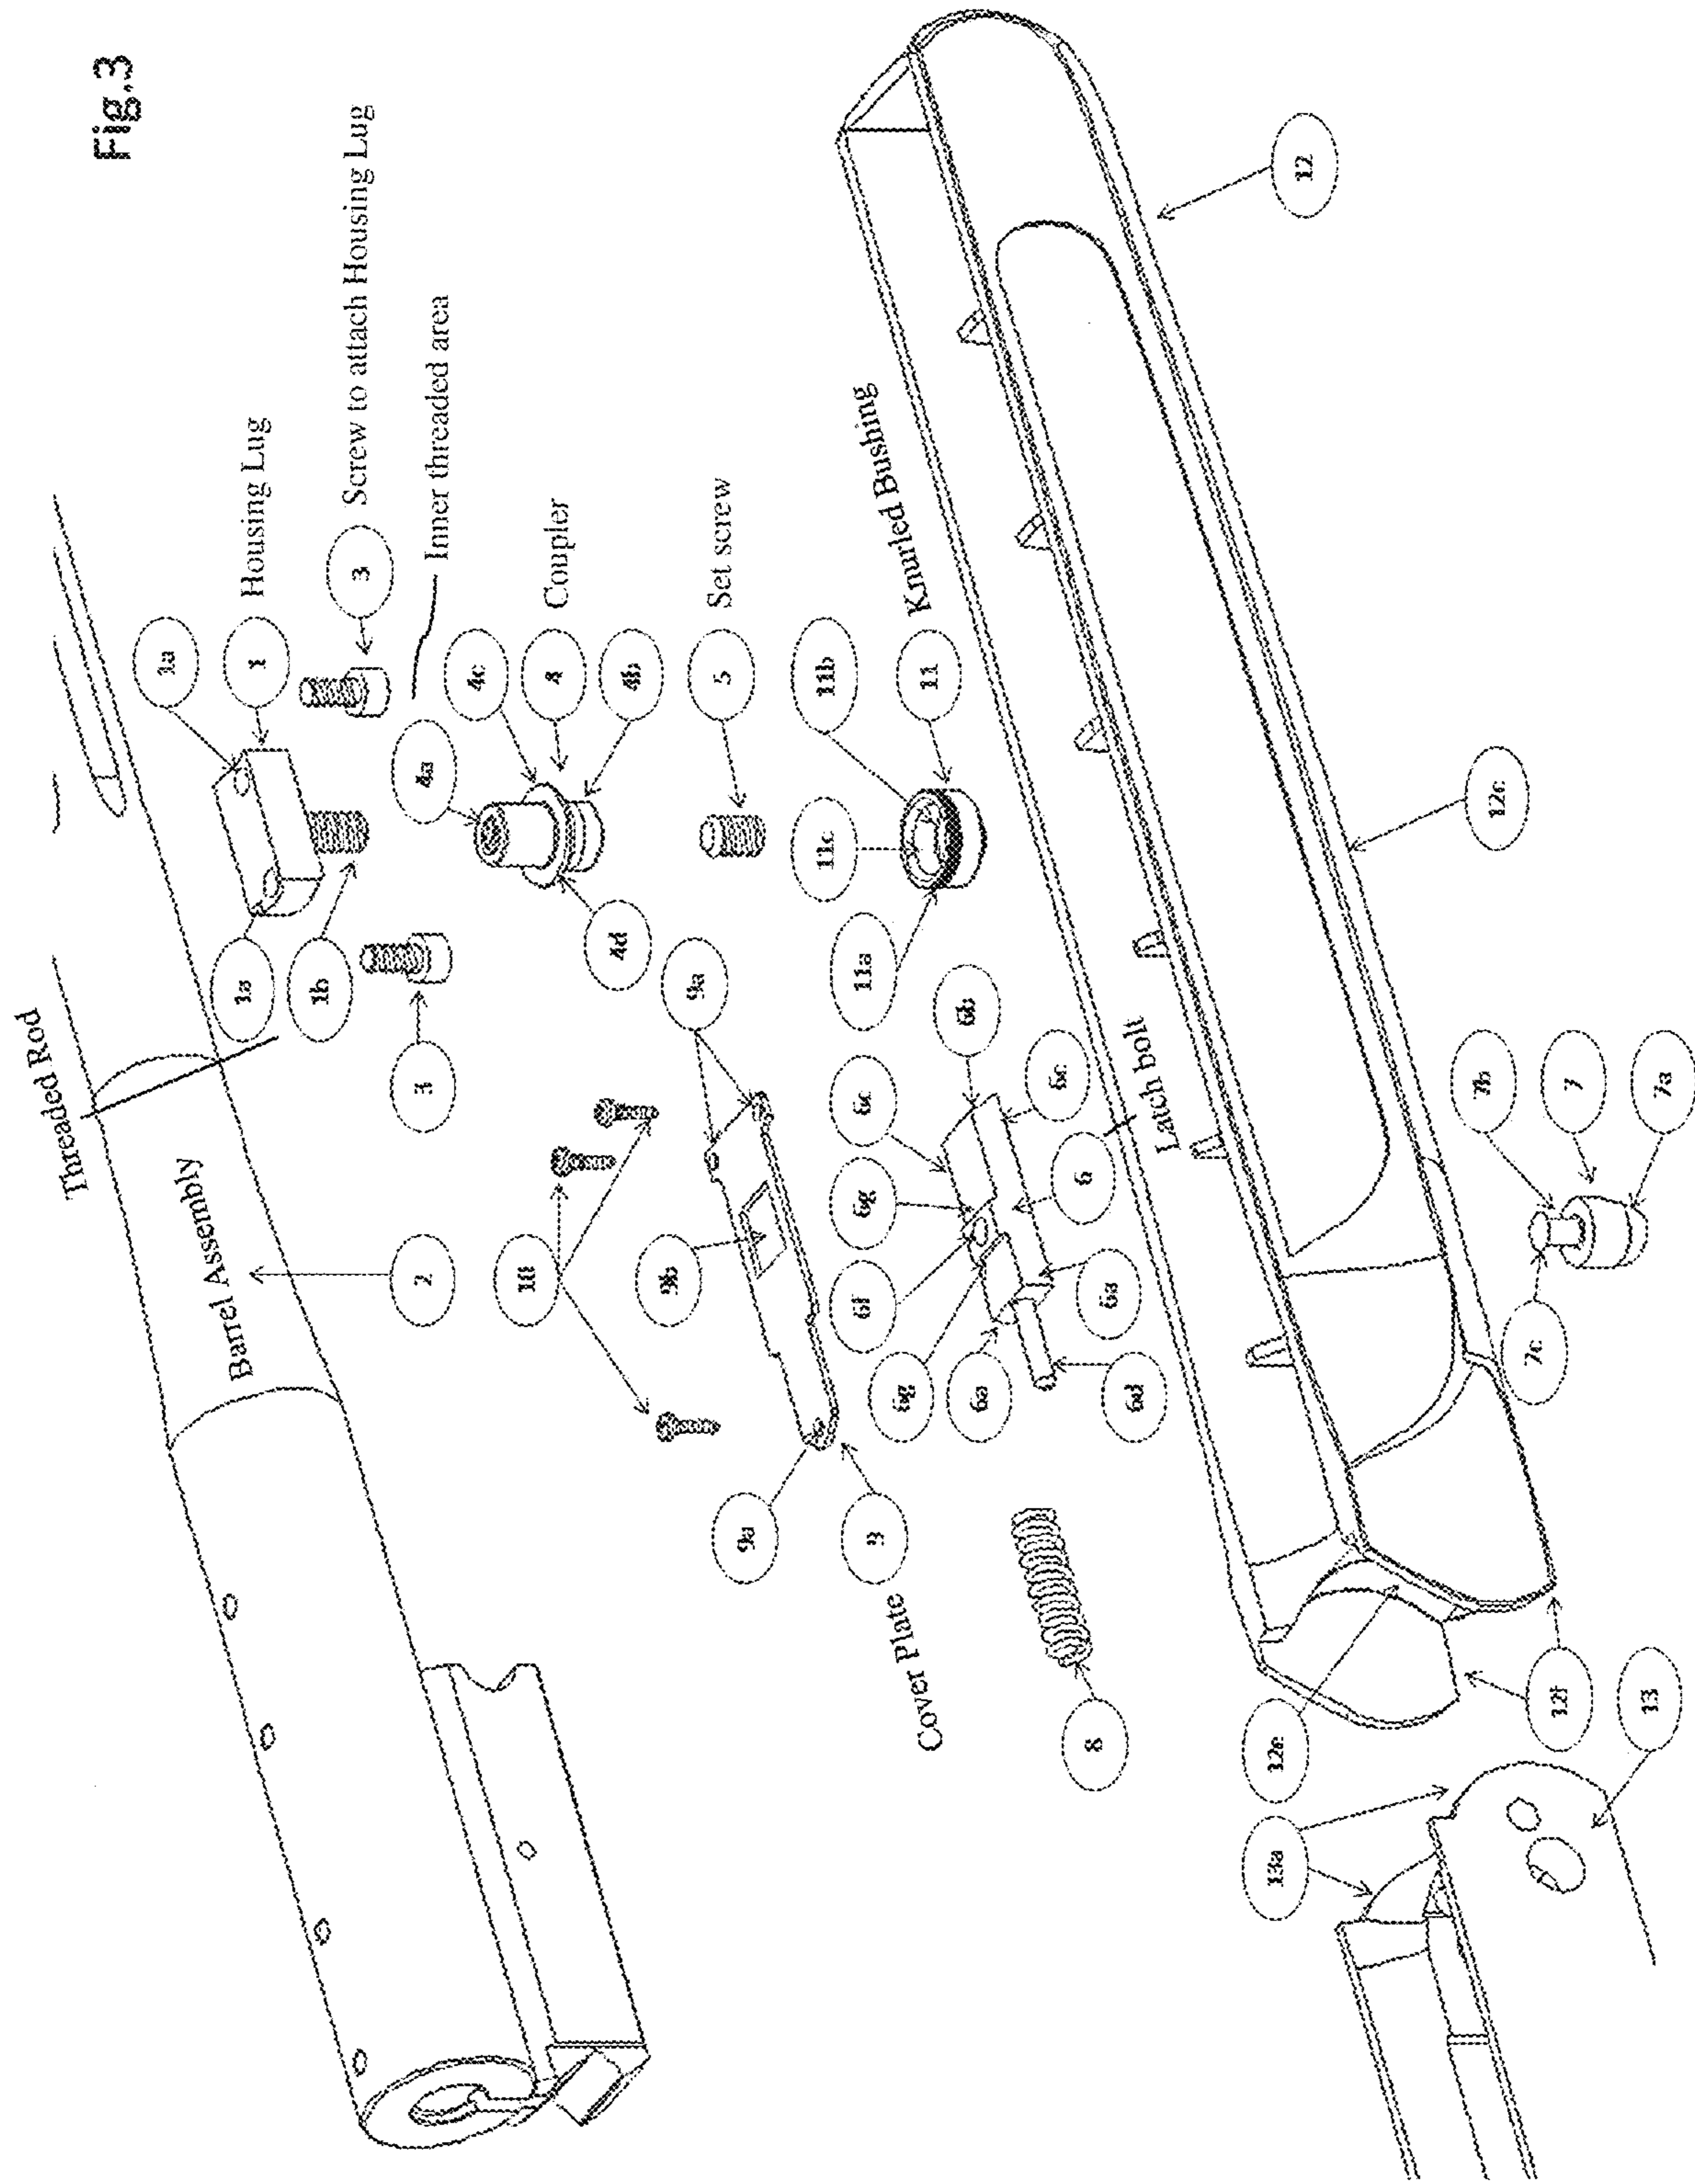 Fig.3
Threaded Rod
1a
Barrel Assembly
1a
1 Housing Lug
1b
3 Screw to attach Housing Lug
2
3
4a
Inner threaded area
4c
10
4 Coupler
4d
4b
9b
9a
5 Set screw
9a
11b
11c
6f
6g
6c
11a
9
11 Knurled Bushing
6g
Cover Plate
6b
6a
6c
6
8
6a
6d
Latch bolt
13a
12e
12
7b
12c
7c
12f
7
13
7a